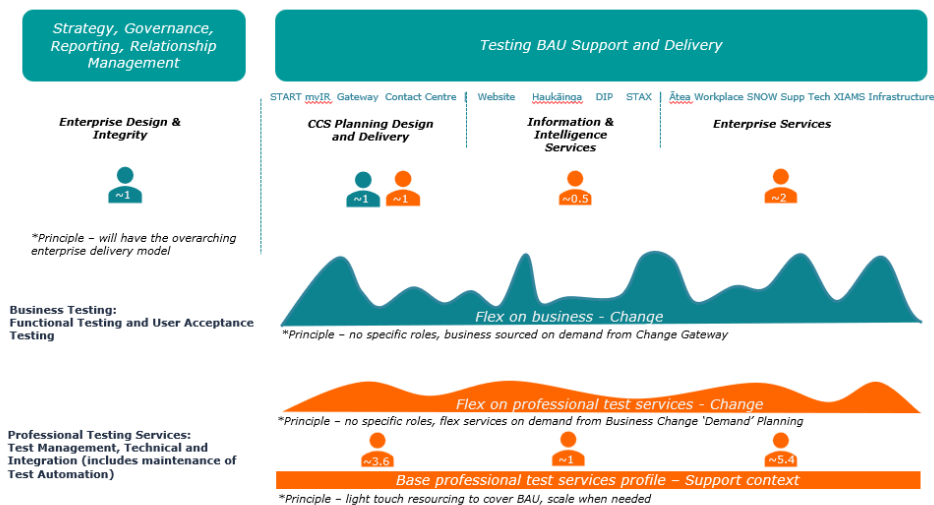 Strategy, Governance,
Reporting, Relationship
Management
Testing BAU Support and Delivery
START myIR Gateway Contact Centre
Website Haukāinga DIP STAX
Ātea Workplace SNOW Supp Tech XIAMS Infrastructure
Enterprise Design &
Integrity
CCS Planning Design
and Delivery
Information &
Intelligence
Services
Enterprise Services
~1
~1
~1
~0.5
~2
*Principle – will have the overarching
enterprise delivery model
Business Testing:
Functional Testing and User Acceptance
Testing
Flex on business - Change
*Principle – no specific roles, business sourced on demand from Change Gateway
Flex on professional test services - Change
*Principle – no specific roles, flex services on demand from Business Change ‘Demand’ Planning
Professional Testing Services:
Test Management, Technical and
Integration (includes maintenance of
Test Automation)
~3.6
~1
~5.4
Base professional test services profile – Support context
*Principle – light touch resourcing to cover BAU, scale when needed